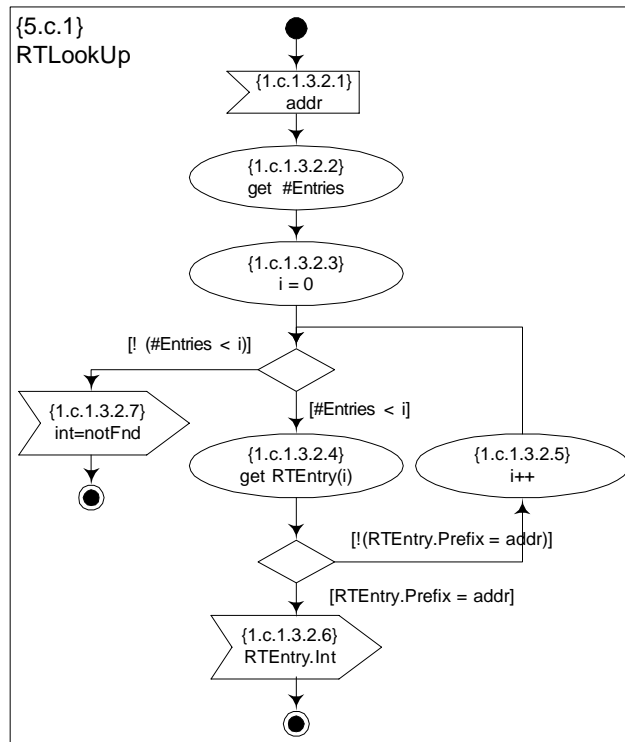 {5.c.1}
RTLookUp
{1.c.1.3.2.1}
addr
{1.c.1.3.2.2}
get #Entries
{1.c.1.3.2.3}
i = 0
[! (#Entries < i)]
[#Entries < i]
{1.c.1.3.2.7}
int=notFnd
{1.c.1.3.2.4}
get RTEntry(i)
{1.c.1.3.2.5}
i++
[!(RTEntry.Prefix = addr)]
[RTEntry.Prefix = addr]
{1.c.1.3.2.6}
RTEntry.Int